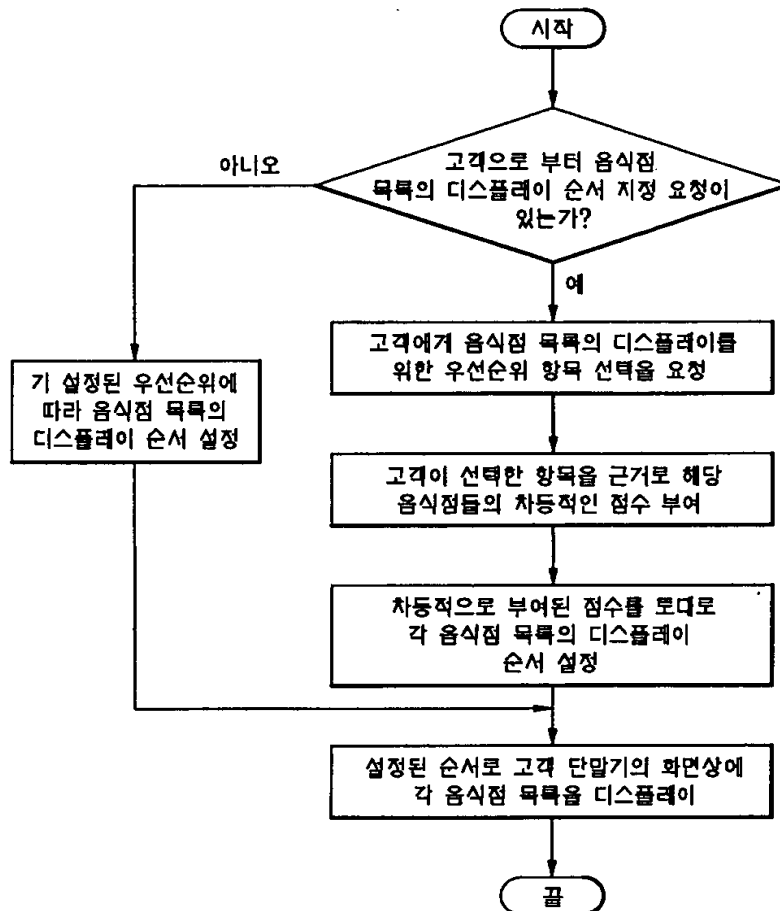 시작
고객으로 부터 음식점
목록의 디스플레이 순서 지정 요청이
있는가?
아니오
예
고객에게 음식점 목록의 디스플레이를
위한 우선순위 항목 선택을 요청
기 설정된 우선순위에
따라 음식점 목록의
디스플레이 순서 설정
고객이 선택한 항목을 근거로 해당
음식점들의 차등적인 점수 부여
차등적으로 부여된 점수를 토대로
각 음식점 목록의 디스플레이
순서 설정
설정된 순서로 고객 단말기의 화면상에
각 음식점 목록을 디스플레이
끝